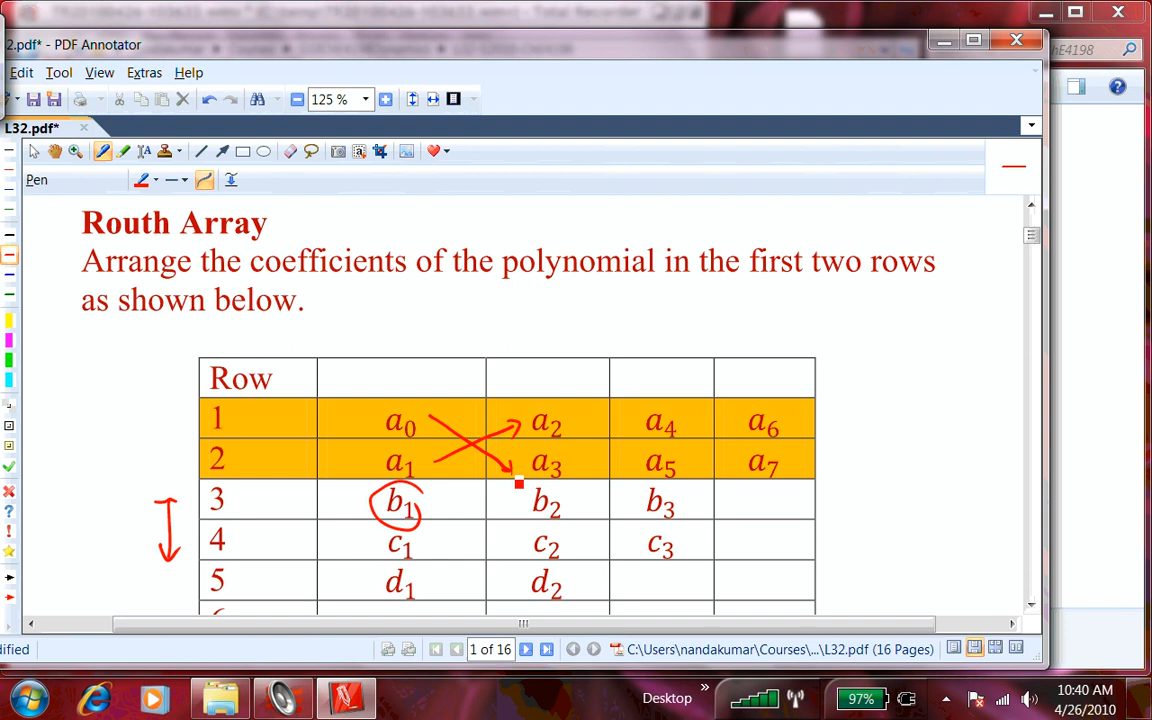 2.pdf* - PDF Annotator
hE4198
Edit Tool View Extras Help
125 %
L32.pdf*
Pen
Routh Array
Arrange the coefficients of the polynomial in the first two rows
as shown below.
Row
1 a0 a2 a4 a6
2 a1 a3 a5 a7
3 b1 b2 b3
4 c1 c2 c3
5 d1 d2
dified 1 of 16 C:\Users\nandakumar\Courses\...\L32.pdf (16 Pages)
Desktop » 97% 10:40 AM
4/26/2010